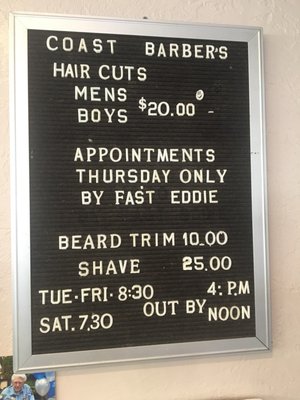 COAST BARBER'S
HAIR CUTS
MENS
BOYS $20.00 -
APPOINTMENTS
THURSDAY ONLY
BY FAST EDDIE
BEARD TRIM 10.00
SHAVE 25.00
TUE.FRI. 8:30 4: P.M
SAT. 7.30 OUT BY NOON